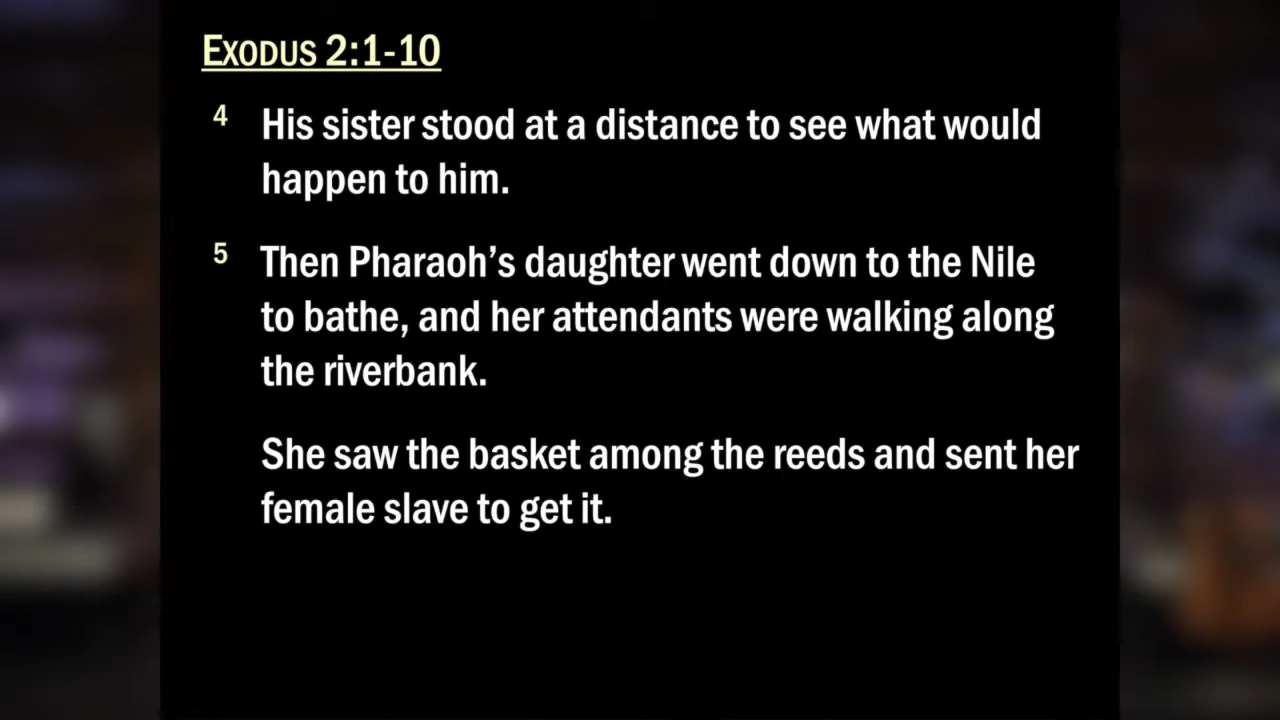 EXODUS 2:1-10
4 His sister stood at a distance to see what would
happen to him.
5 Then Pharaoh’s daughter went down to the Nile
to bathe, and her attendants were walking along
the riverbank.
She saw the basket among the reeds and sent her
female slave to get it.